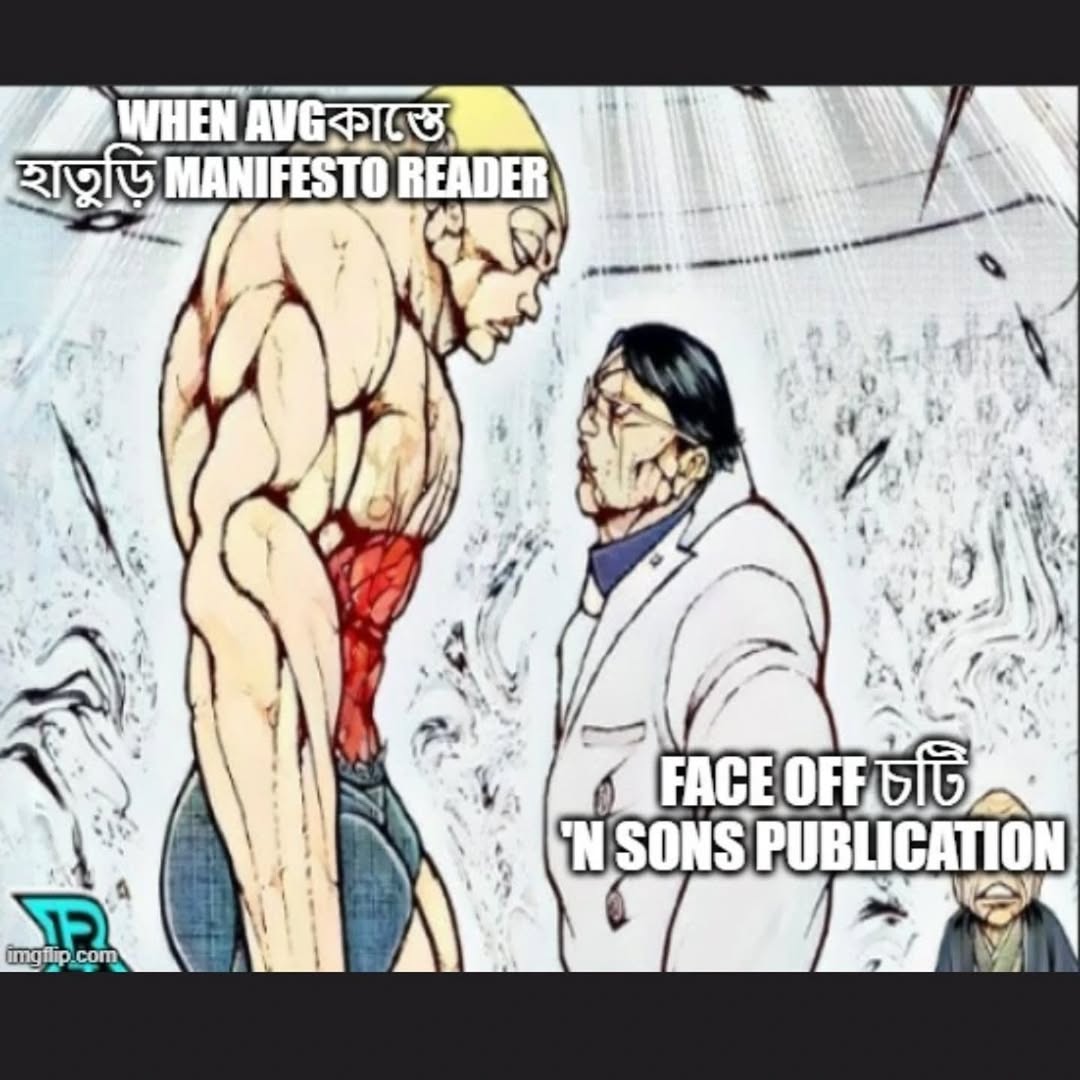 WHEN AVGকাস্তে
হাতুড়ি MANIFESTO READER
FACE OFF চটি
'N SONS PUBLICATION
imgflip.com